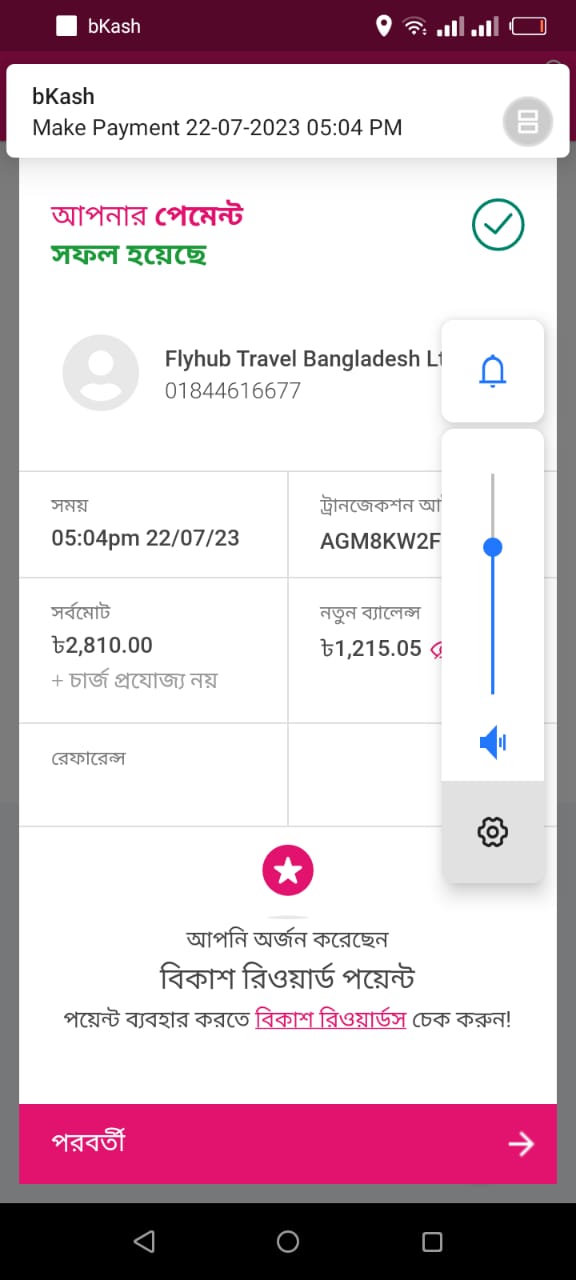 bKash
bKash
Make Payment 22-07-2023 05:04 PM
আপনার পেমেন্ট
সফল হয়েছে
Flyhub Travel Bangladesh Lt
01844616677
সময়
05:04pm 22/07/23
ট্রানজেকশন আ
AGM8KW2F
সর্বমোট
৳2,810.00
+ চার্জ প্রযোজ্য নয়
নতুন ব্যালেন্স
৳1,215.05
রেফারেন্স
আপনি অর্জন করেছেন
বিকাশ রিওয়ার্ড পয়েন্ট
পয়েন্ট ব্যবহার করতে বিকাশ রিওয়ার্ডস চেক করুন!
পরবর্তী